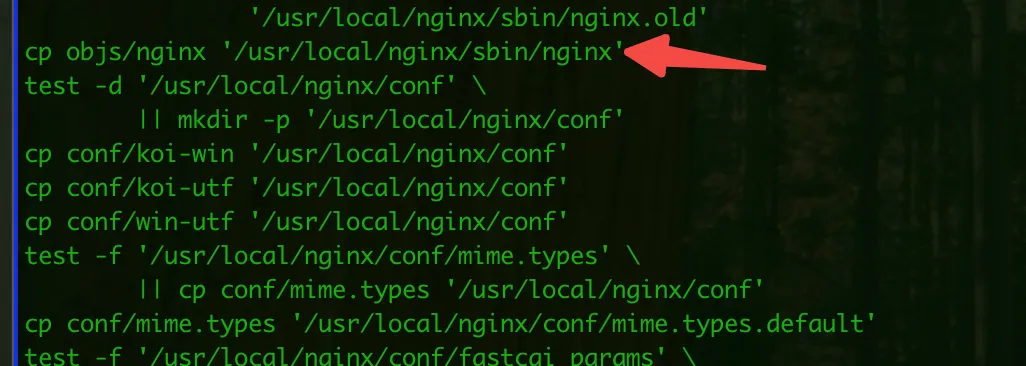 '/usr/local/nginx/sbin/nginx.old'
cp objs/nginx '/usr/local/nginx/sbin/nginx'
test -d '/usr/local/nginx/conf' \
|| mkdir -p '/usr/local/nginx/conf'
cp conf/koi-win '/usr/local/nginx/conf'
cp conf/koi-utf '/usr/local/nginx/conf'
cp conf/win-utf '/usr/local/nginx/conf'
test -f '/usr/local/nginx/conf/mime.types' \
|| cp conf/mime.types '/usr/local/nginx/conf'
cp conf/mime.types '/usr/local/nginx/conf/mime.types.default'
test -f '/usr/local/nginx/conf/fastcgi_params' \